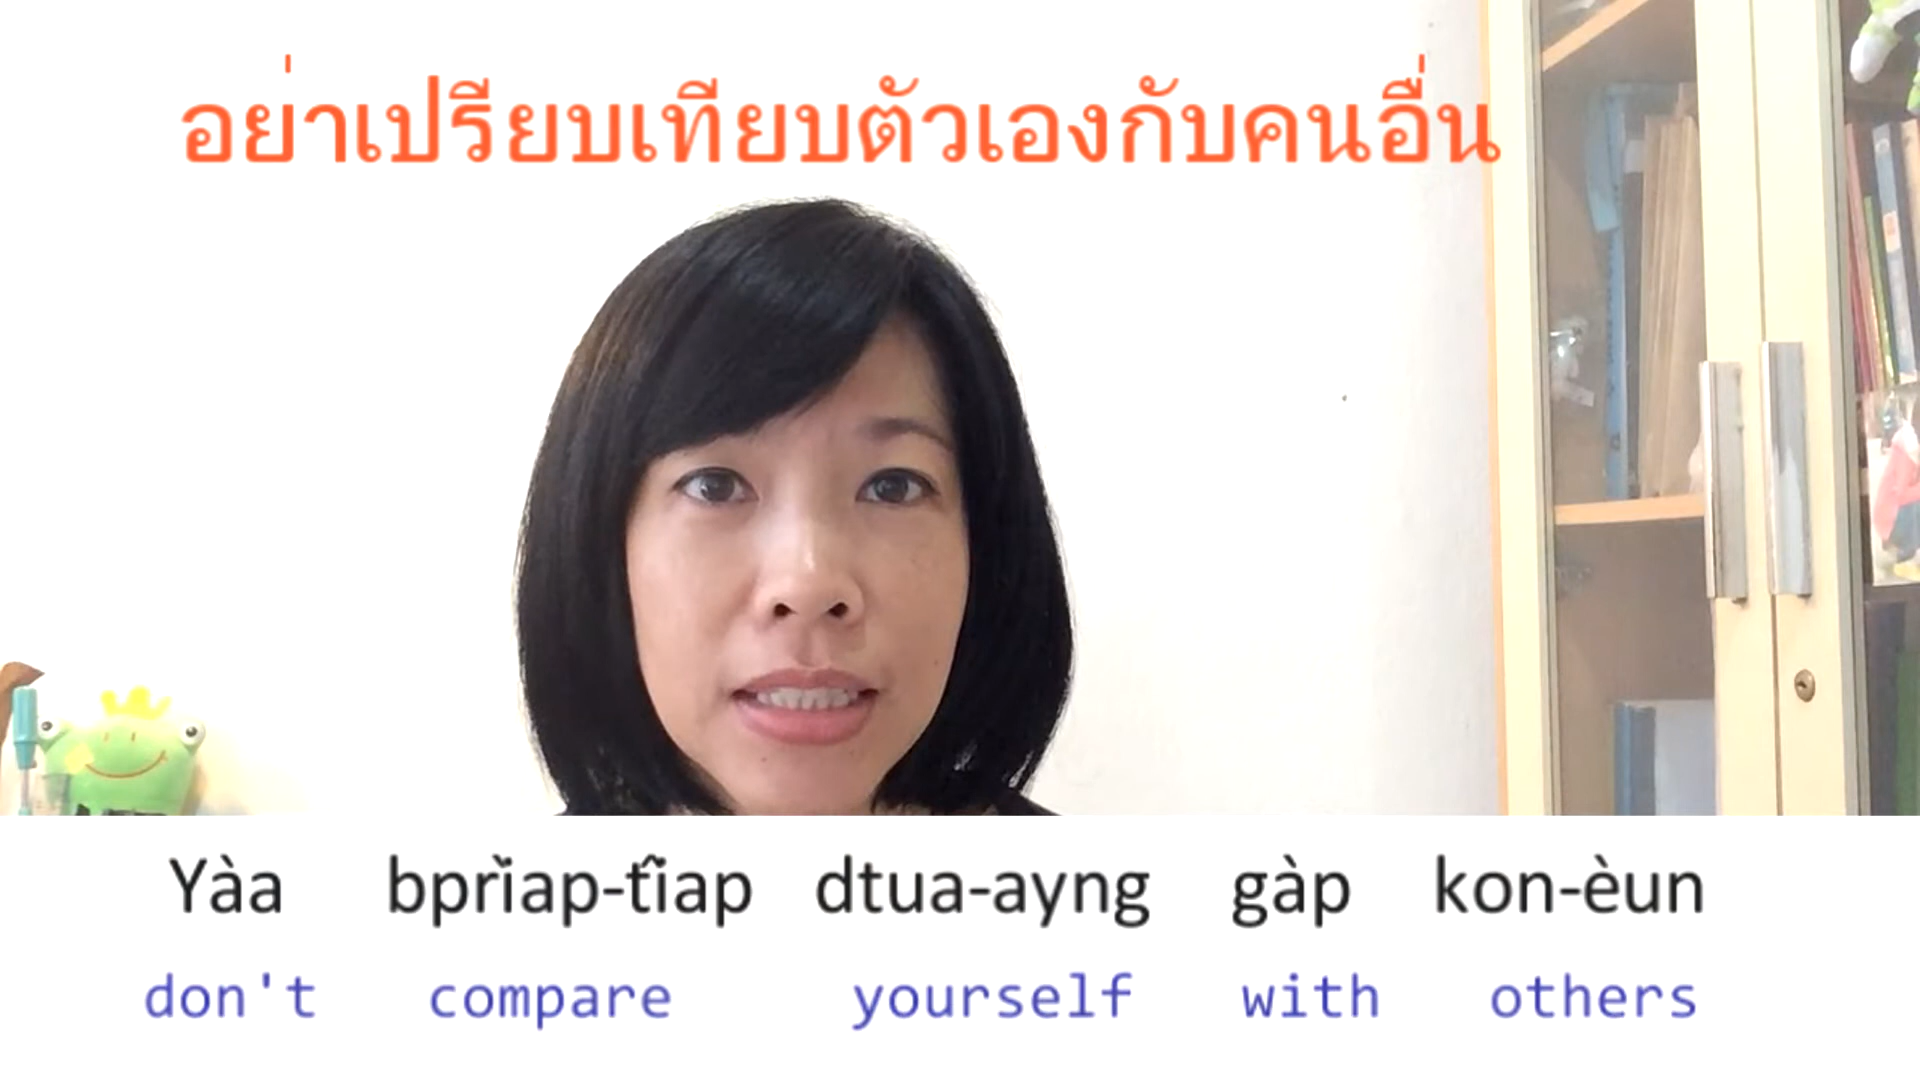 อย่าเปรียบเทียบตัวเองกับคนอื่น
Yàa bprìap-tîap dtua-ayng gàp kon-èun
don't compare yourself with others